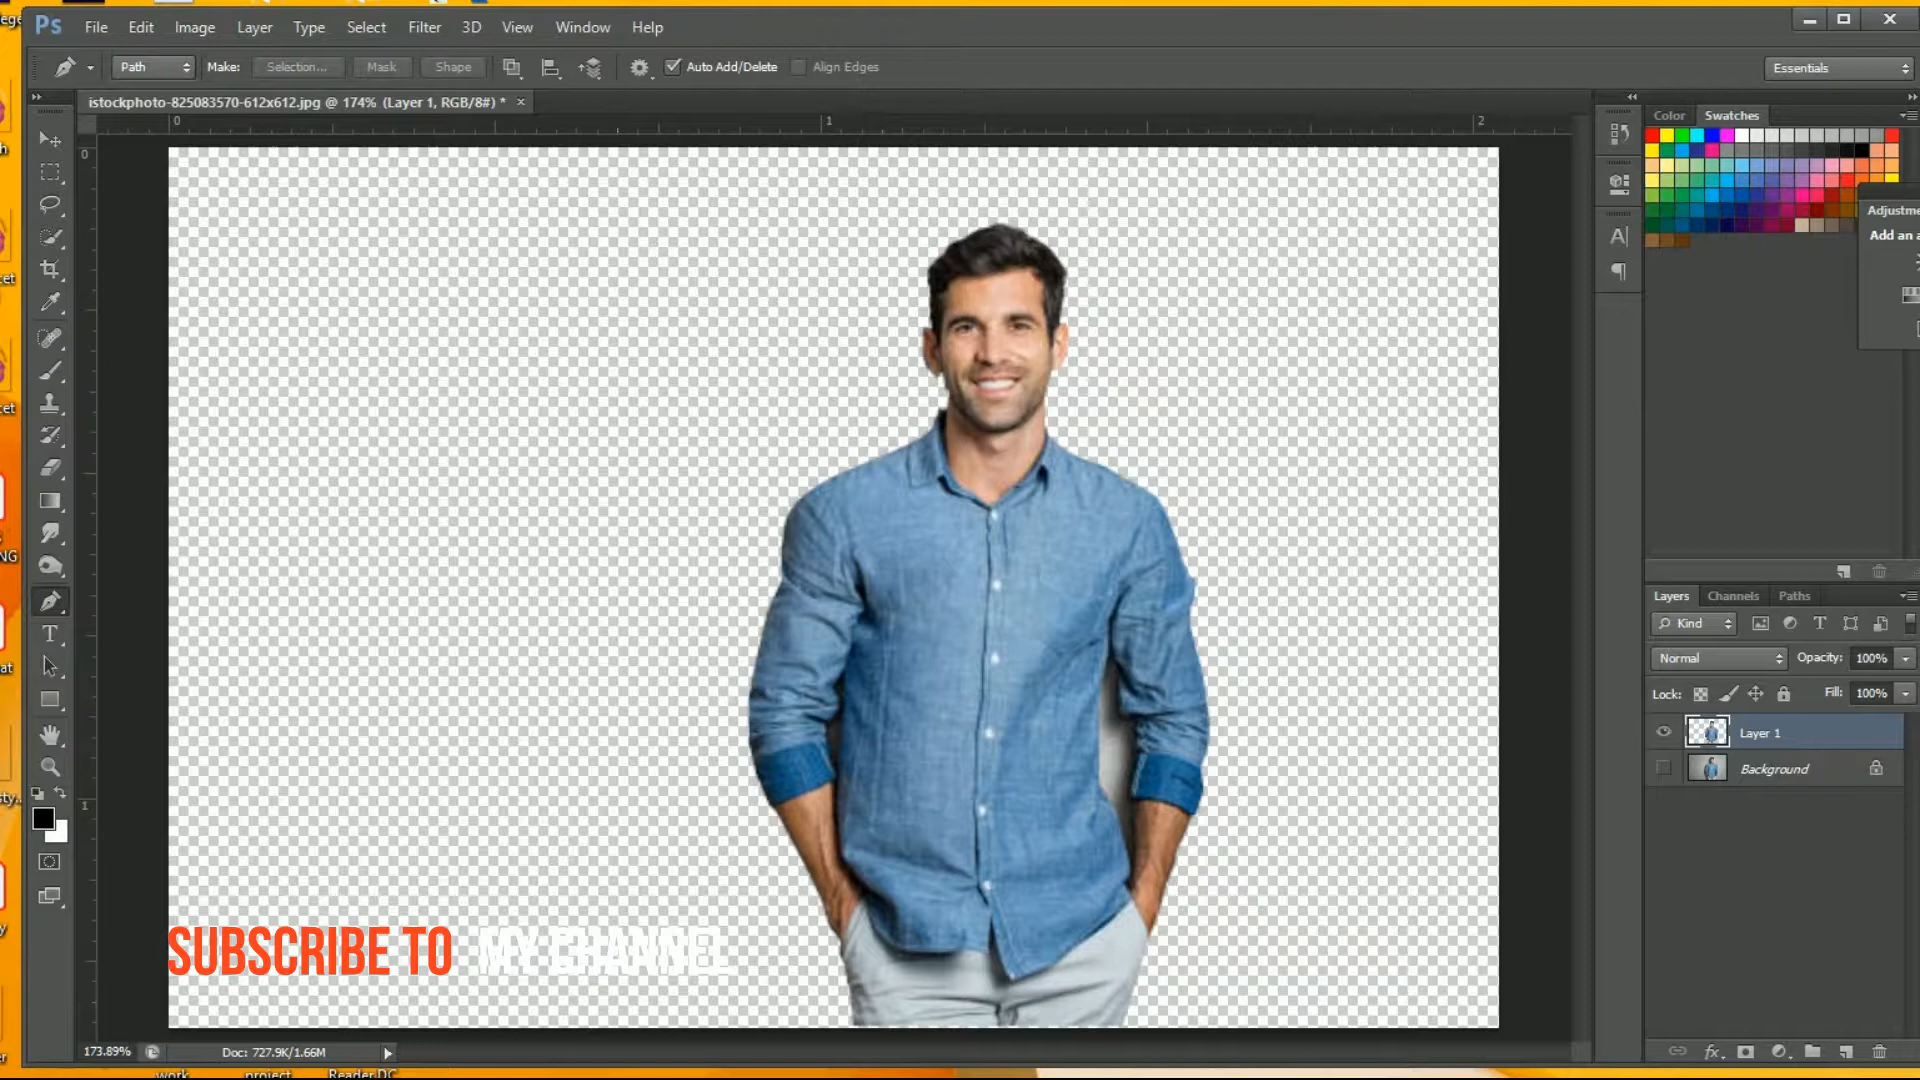 Ps File Edit Image Layer Type Select Filter 3D View Window Help
Path Make: Selection... Mask Shape Auto Add/Delete Align Edges Essentials
istockphoto-825083570-612x612.jpg @ 174% (Layer 1, RGB/8#) * ×
0 1 2
0
1
Color Swatches
Adjustme
Add an a
Layers Channels Paths
Kind
Normal Opacity: 100%
Lock: Fill: 100%
Layer 1
Background
SUBSCRIBE TO MY CHANNEL
173.89% Doc: 727.9K/1.66M
work project Reader DC